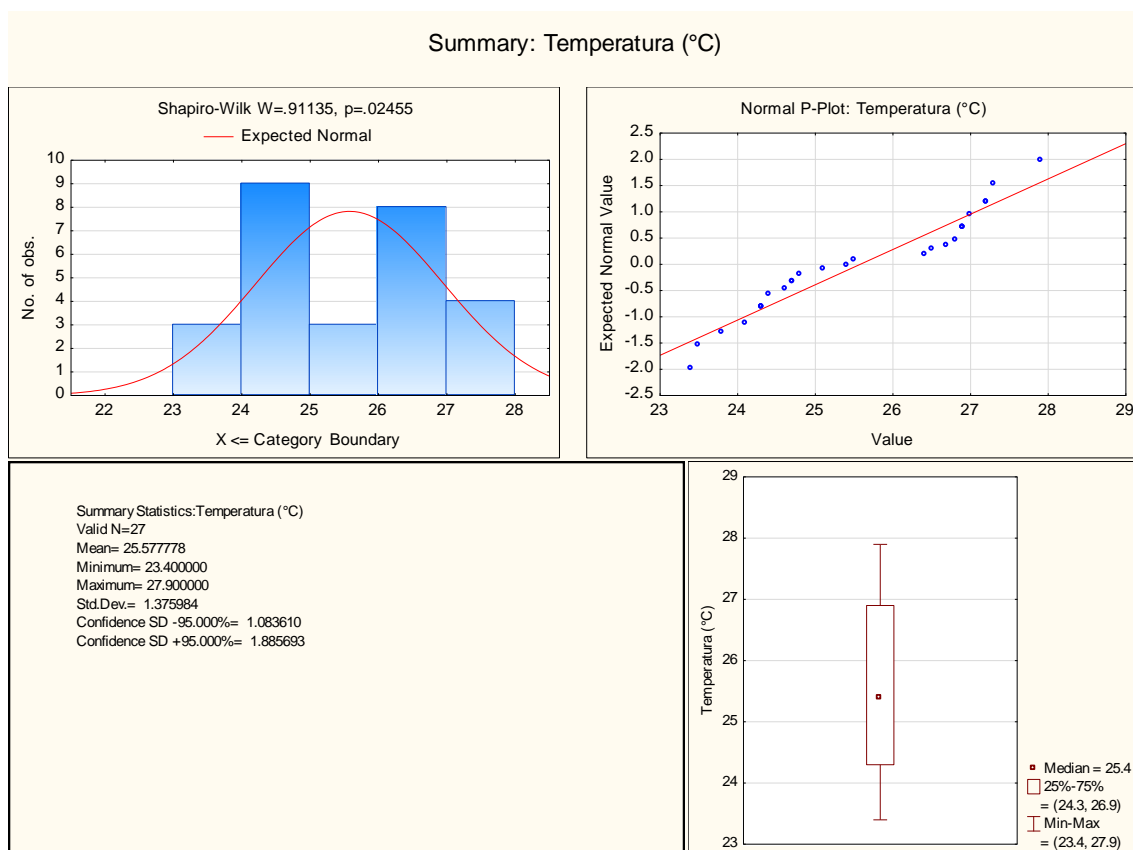 Summary: Temperatura (°C)
Shapiro-Wilk W=.91135, p=.02455
Expected Normal
10
9
8
7
6
5
4
3
2
1
0
No. of obs.
22 23 24 25 26 27 28
X <= Category Boundary
Normal P-Plot: Temperatura (°C)
2.5
2.0
1.5
1.0
0.5
0.0
-0.5
-1.0
-1.5
-2.0
-2.5
Expected Normal Value
23 24 25 26 27 28 29
Value
Summary Statistics:Temperatura (°C)
Valid N=27
Mean= 25.577778
Minimum= 23.400000
Maximum= 27.900000
Std.Dev.= 1.375984
Confidence SD -95.000%= 1.083610
Confidence SD +95.000%= 1.885693
29
28
27
26
25
24
23
Temperatura (°C)
Median = 25.4
25%-75%
= (24.3, 26.9)
Min-Max
= (23.4, 27.9)